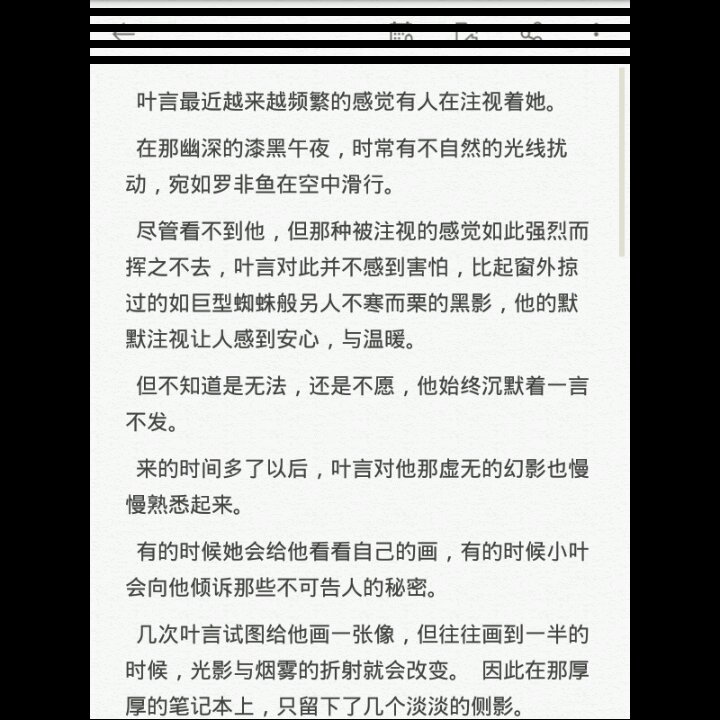 叶言最近越来越频繁的感觉有人在注视着她。
在那幽深的漆黑午夜，时常有不自然的光线扰
动，宛如罗非鱼在空中滑行。
尽管看不到他，但那种被注视的感觉如此强烈而
挥之不去，叶言对此并不感到害怕，比起窗外掠
过的如巨型蜘蛛般另人不寒而栗的黑影，他的默
默注视让人感到安心，与温暖。
但不知道是无法，还是不愿，他始终沉默着一言
不发。
来的时间多了以后，叶言对他那虚无的幻影也慢
慢熟悉起来。
有的时候她会给他看看自己的画，有的时候小叶
会向他倾诉那些不可告人的秘密。
几次叶言试图给他画一张像，但往往画到一半的
时候，光影与烟雾的折射就会改变。 因此在那厚
厚的笔记本上，只留下了几个淡淡的侧影。